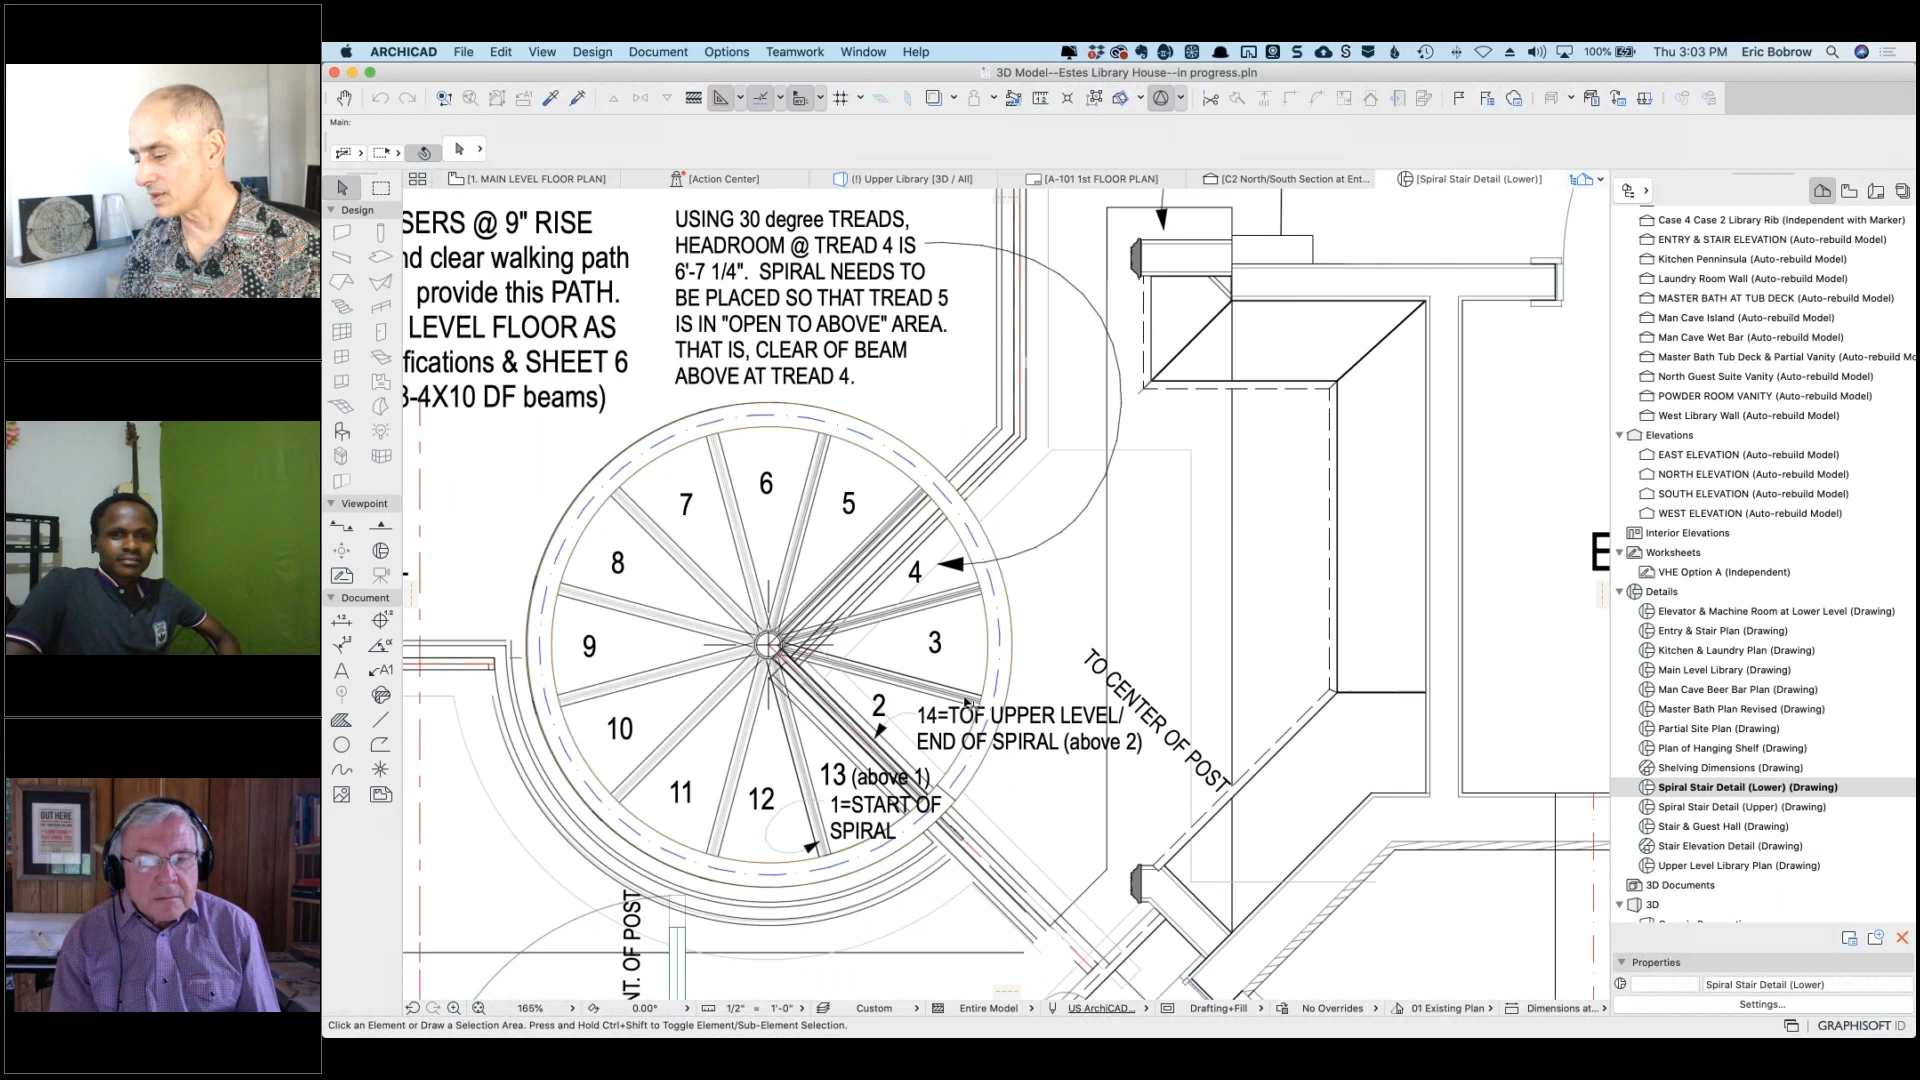 ARCHICAD File Edit View Design Document Options Teamwork Window Help
100% Thu 3:03 PM Eric Bobrow
3D Model--Estes Library House--in progress.pln
Main:
[1. MAIN LEVEL FLOOR PLAN]
[Action Center]
(!) Upper Library [3D / All]
[A-101 1st FLOOR PLAN]
[C2 North/South Section at Ent...
[Spiral Stair Detail (Lower)]
Design
Viewpoint
Document
SERS @ 9" RISE
nd clear walking path
provide this PATH.
LEVEL FLOOR AS
fications & SHEET 6
3-4X10 DF beams)
USING 30 degree TREADS,
HEADROOM @ TREAD 4 IS
6'-7 1/4". SPIRAL NEEDS TO
BE PLACED SO THAT TREAD 5
IS IN "OPEN TO ABOVE" AREA.
THAT IS, CLEAR OF BEAM
ABOVE AT TREAD 4.
6
7
5
8
4
9
3
10
2
11
12
14=TOF UPPER LEVEL/
END OF SPIRAL (above 2)
13 (above 1)
1=START OF
SPIRAL
TO CENTER OF POST
NT. OF POST
E
Case 4 Case 2 Library Rib (Independent with Marker)
ENTRY & STAIR ELEVATION (Auto-rebuild Model)
Kitchen Penninsula (Auto-rebuild Model)
Laundry Room Wall (Auto-rebuild Model)
MASTER BATH AT TUB DECK (Auto-rebuild Model)
Man Cave Island (Auto-rebuild Model)
Man Cave Wet Bar (Auto-rebuild Model)
Master Bath Tub Deck & Partial Vanity (Auto-rebuild Mo
North Guest Suite Vanity (Auto-rebuild Model)
POWDER ROOM VANITY (Auto-rebuild Model)
West Library Wall (Auto-rebuild Model)
Elevations
EAST ELEVATION (Auto-rebuild Model)
NORTH ELEVATION (Auto-rebuild Model)
SOUTH ELEVATION (Auto-rebuild Model)
WEST ELEVATION (Auto-rebuild Model)
Interior Elevations
Worksheets
VHE Option A (Independent)
Details
Elevator & Machine Room at Lower Level (Drawing)
Entry & Stair Plan (Drawing)
Kitchen & Laundry Plan (Drawing)
Main Level Library (Drawing)
Man Cave Beer Bar Plan (Drawing)
Master Bath Plan Revised (Drawing)
Partial Site Plan (Drawing)
Plan of Hanging Shelf (Drawing)
Shelving Dimensions (Drawing)
Spiral Stair Detail (Lower) (Drawing)
Spiral Stair Detail (Upper) (Drawing)
Stair & Guest Hall (Drawing)
Stair Elevation Detail (Drawing)
Upper Level Library Plan (Drawing)
3D Documents
3D
Properties
Spiral Stair Detail (Lower)
Settings...
165% 0.00° 1/2" = 1'-0" Custom Entire Model US ArchiCAD... Drafting+Fill No Overrides 01 Existing Plan Dimensions at...
Click an Element or Draw a Selection Area. Press and Hold Ctrl+Shift to Toggle Element/Sub-Element Selection.
GRAPHISOFT ID
OUT HERE